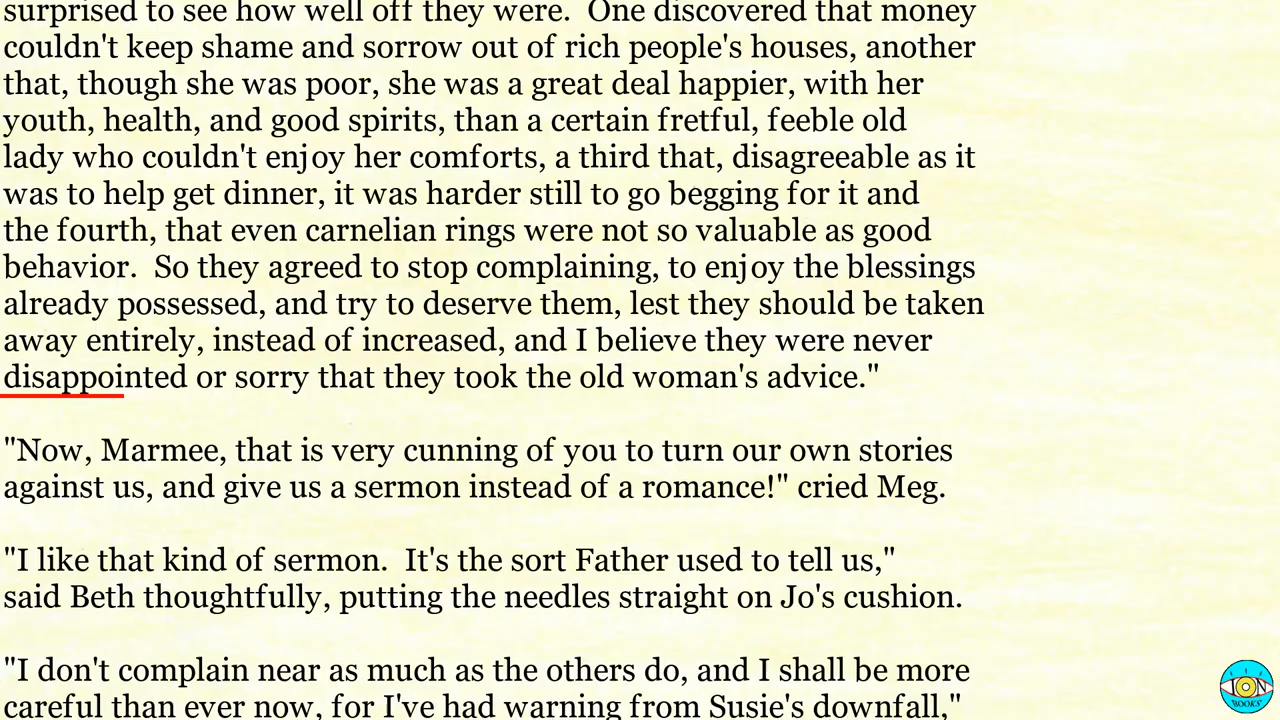 surprised to see how well off they were.  One discovered that money
couldn't keep shame and sorrow out of rich people's houses, another
that, though she was poor, she was a great deal happier, with her
youth, health, and good spirits, than a certain fretful, feeble old
lady who couldn't enjoy her comforts, a third that, disagreeable as it
was to help get dinner, it was harder still to go begging for it and
the fourth, that even carnelian rings were not so valuable as good
behavior.  So they agreed to stop complaining, to enjoy the blessings
already possessed, and try to deserve them, lest they should be taken
away entirely, instead of increased, and I believe they were never
disappointed or sorry that they took the old woman's advice."
"Now, Marmee, that is very cunning of you to turn our own stories
against us, and give us a sermon instead of a romance!" cried Meg.
"I like that kind of sermon.  It's the sort Father used to tell us,"
said Beth thoughtfully, putting the needles straight on Jo's cushion.
"I don't complain near as much as the others do, and I shall be more
careful than ever now, for I've had warning from Susie's downfall,"
ION
BOOKS